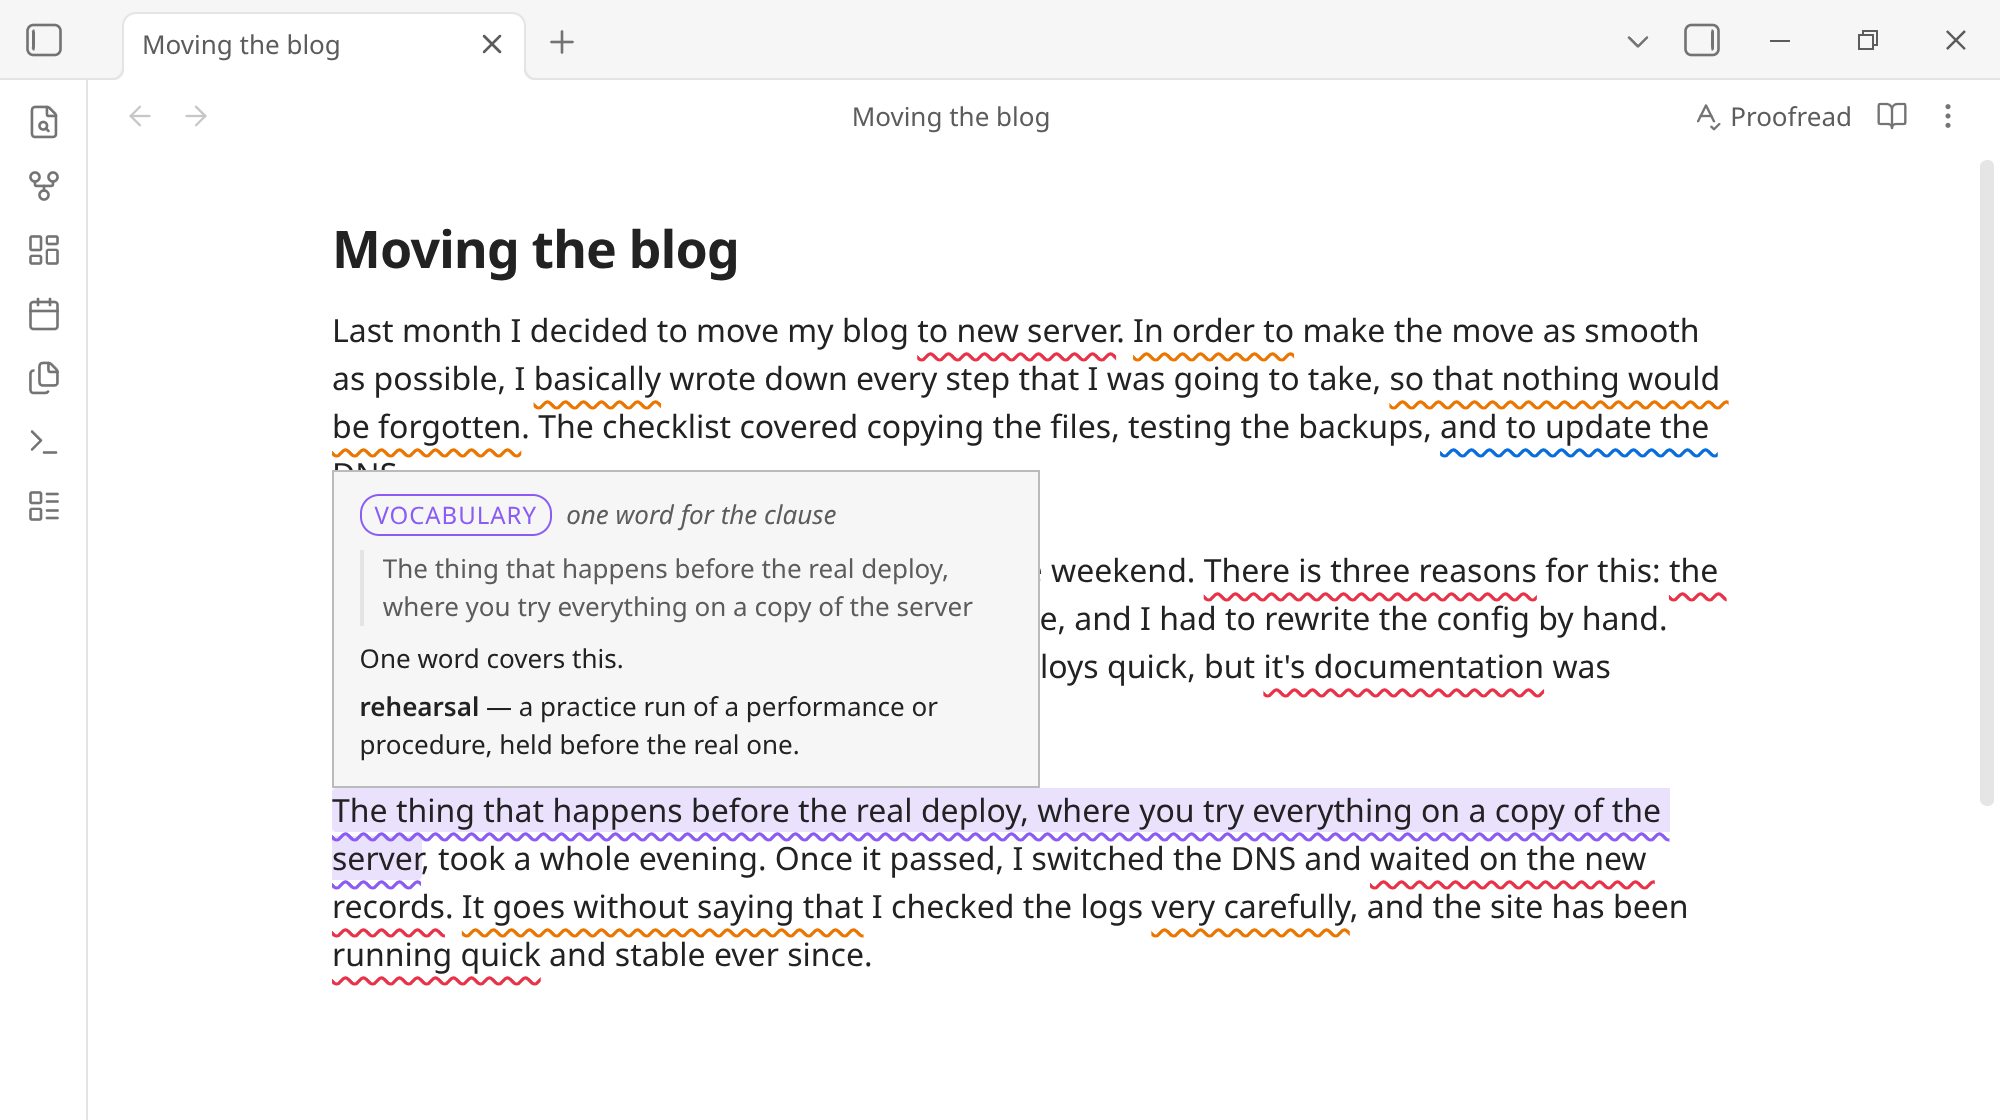 Moving the blog
Moving the blog
Proofread
Moving the blog
Last month I decided to move my blog to new server. In order to make the move as smooth
as possible, I basically wrote down every step that I was going to take, so that nothing would
be forgotten. The checklist covered copying the files, testing the backups, and to update the
DNS
VOCABULARY one word for the clause
The thing that happens before the real deploy,
where you try everything on a copy of the server
One word covers this.
rehearsal — a practice run of a performance or
procedure, held before the real one.
weekend. There is three reasons for this: the
e, and I had to rewrite the config by hand.
loys quick, but it's documentation was
The thing that happens before the real deploy, where you try everything on a copy of the
server, took a whole evening. Once it passed, I switched the DNS and waited on the new
records. It goes without saying that I checked the logs very carefully, and the site has been
running quick and stable ever since.